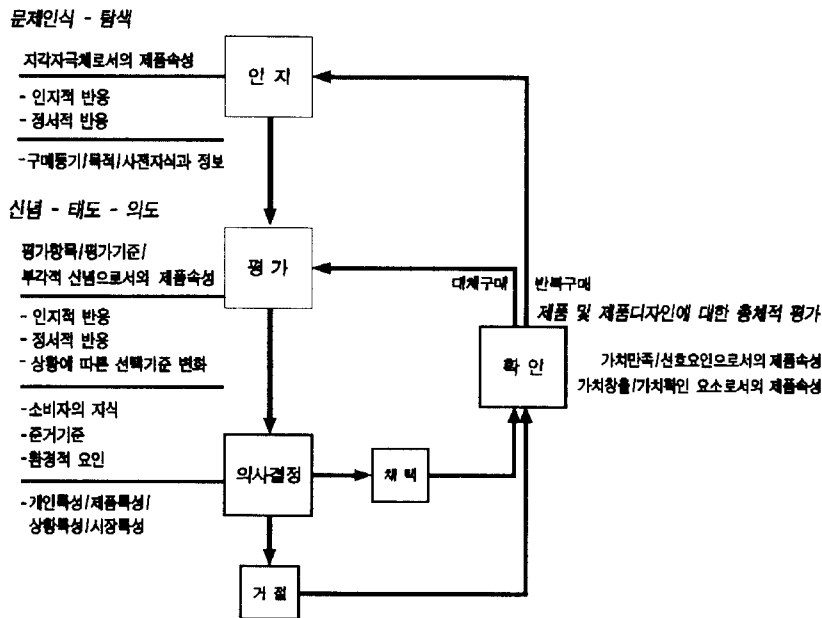 문제인식 - 탐색
지각자극체로서의 제품속성
인 지
- 인지적 반응
- 정서적 반응
-구매동기/목적/사전지식과 정보
신념 - 태도 - 의도
평가항목/평가기준/
부각적 신념으로서의 제품속성
평 가
- 인지적 반응
- 정서적 반응
- 상황에 따른 선택기준 변화
대체구매
반복구매
제품 및 제품디자인에 대한 총체적 평가
확 인
가치만족/선호요인으로서의 제품속성
가치창출/가치확인 요소로서의 제품속성
-소비자의 지식
-준거기준
-환경적 요인
의사결정
채 택
-개인특성/제품특성/
상황특성/시장특성
거 절